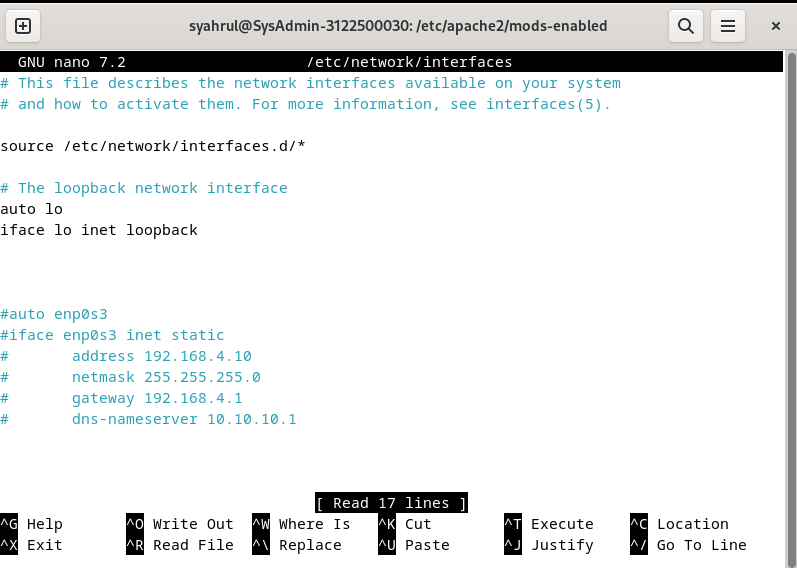 syahrul@SysAdmin-3122500030: /etc/apache2/mods-enabled
GNU nano 7.2 /etc/network/interfaces
# This file describes the network interfaces available on your system
# and how to activate them. For more information, see interfaces(5).
source /etc/network/interfaces.d/*
# The loopback network interface
auto lo
iface lo inet loopback
#auto enp0s3
#iface enp0s3 inet static
#       address 192.168.4.10
#       netmask 255.255.255.0
#       gateway 192.168.4.1
#       dns-nameserver 10.10.10.1
[ Read 17 lines ]
^G Help ^O Write Out ^W Where Is ^K Cut ^T Execute ^C Location
^X Exit ^R Read File ^\ Replace ^U Paste ^J Justify ^/ Go To Line